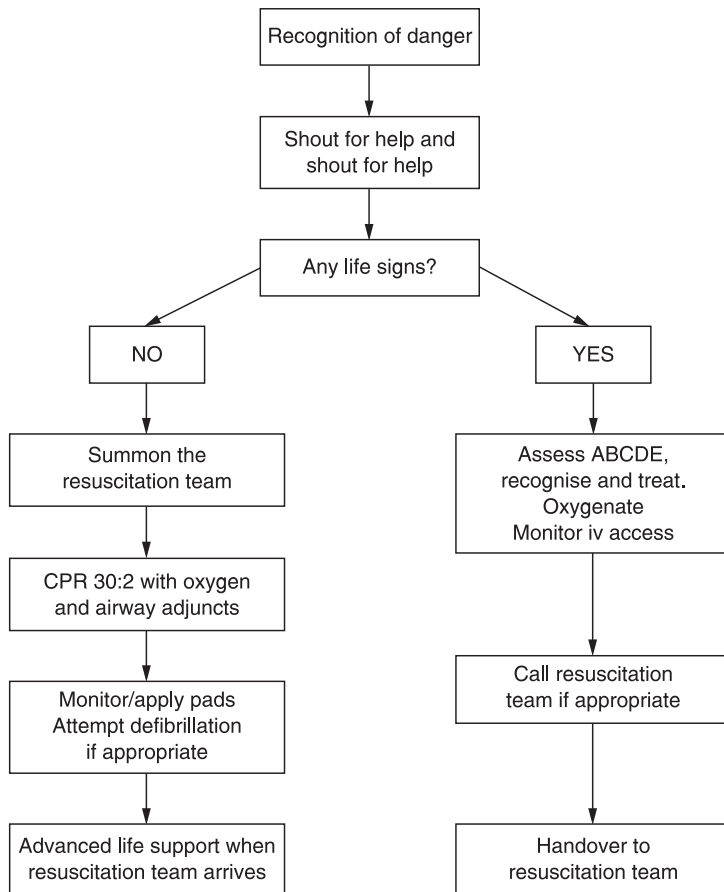 Recognition of danger
Shout for help and
shout for help
Any life signs?
NO
YES
Summon the
resuscitation team
Assess ABCDE,
recognise and treat.
Oxygenate
Monitor iv access
CPR 30:2 with oxygen
and airway adjuncts
Monitor/apply pads
Attempt defibrillation
if appropriate
Call resuscitation
team if appropriate
Advanced life support when
resuscitation team arrives
Handover to
resuscitation team